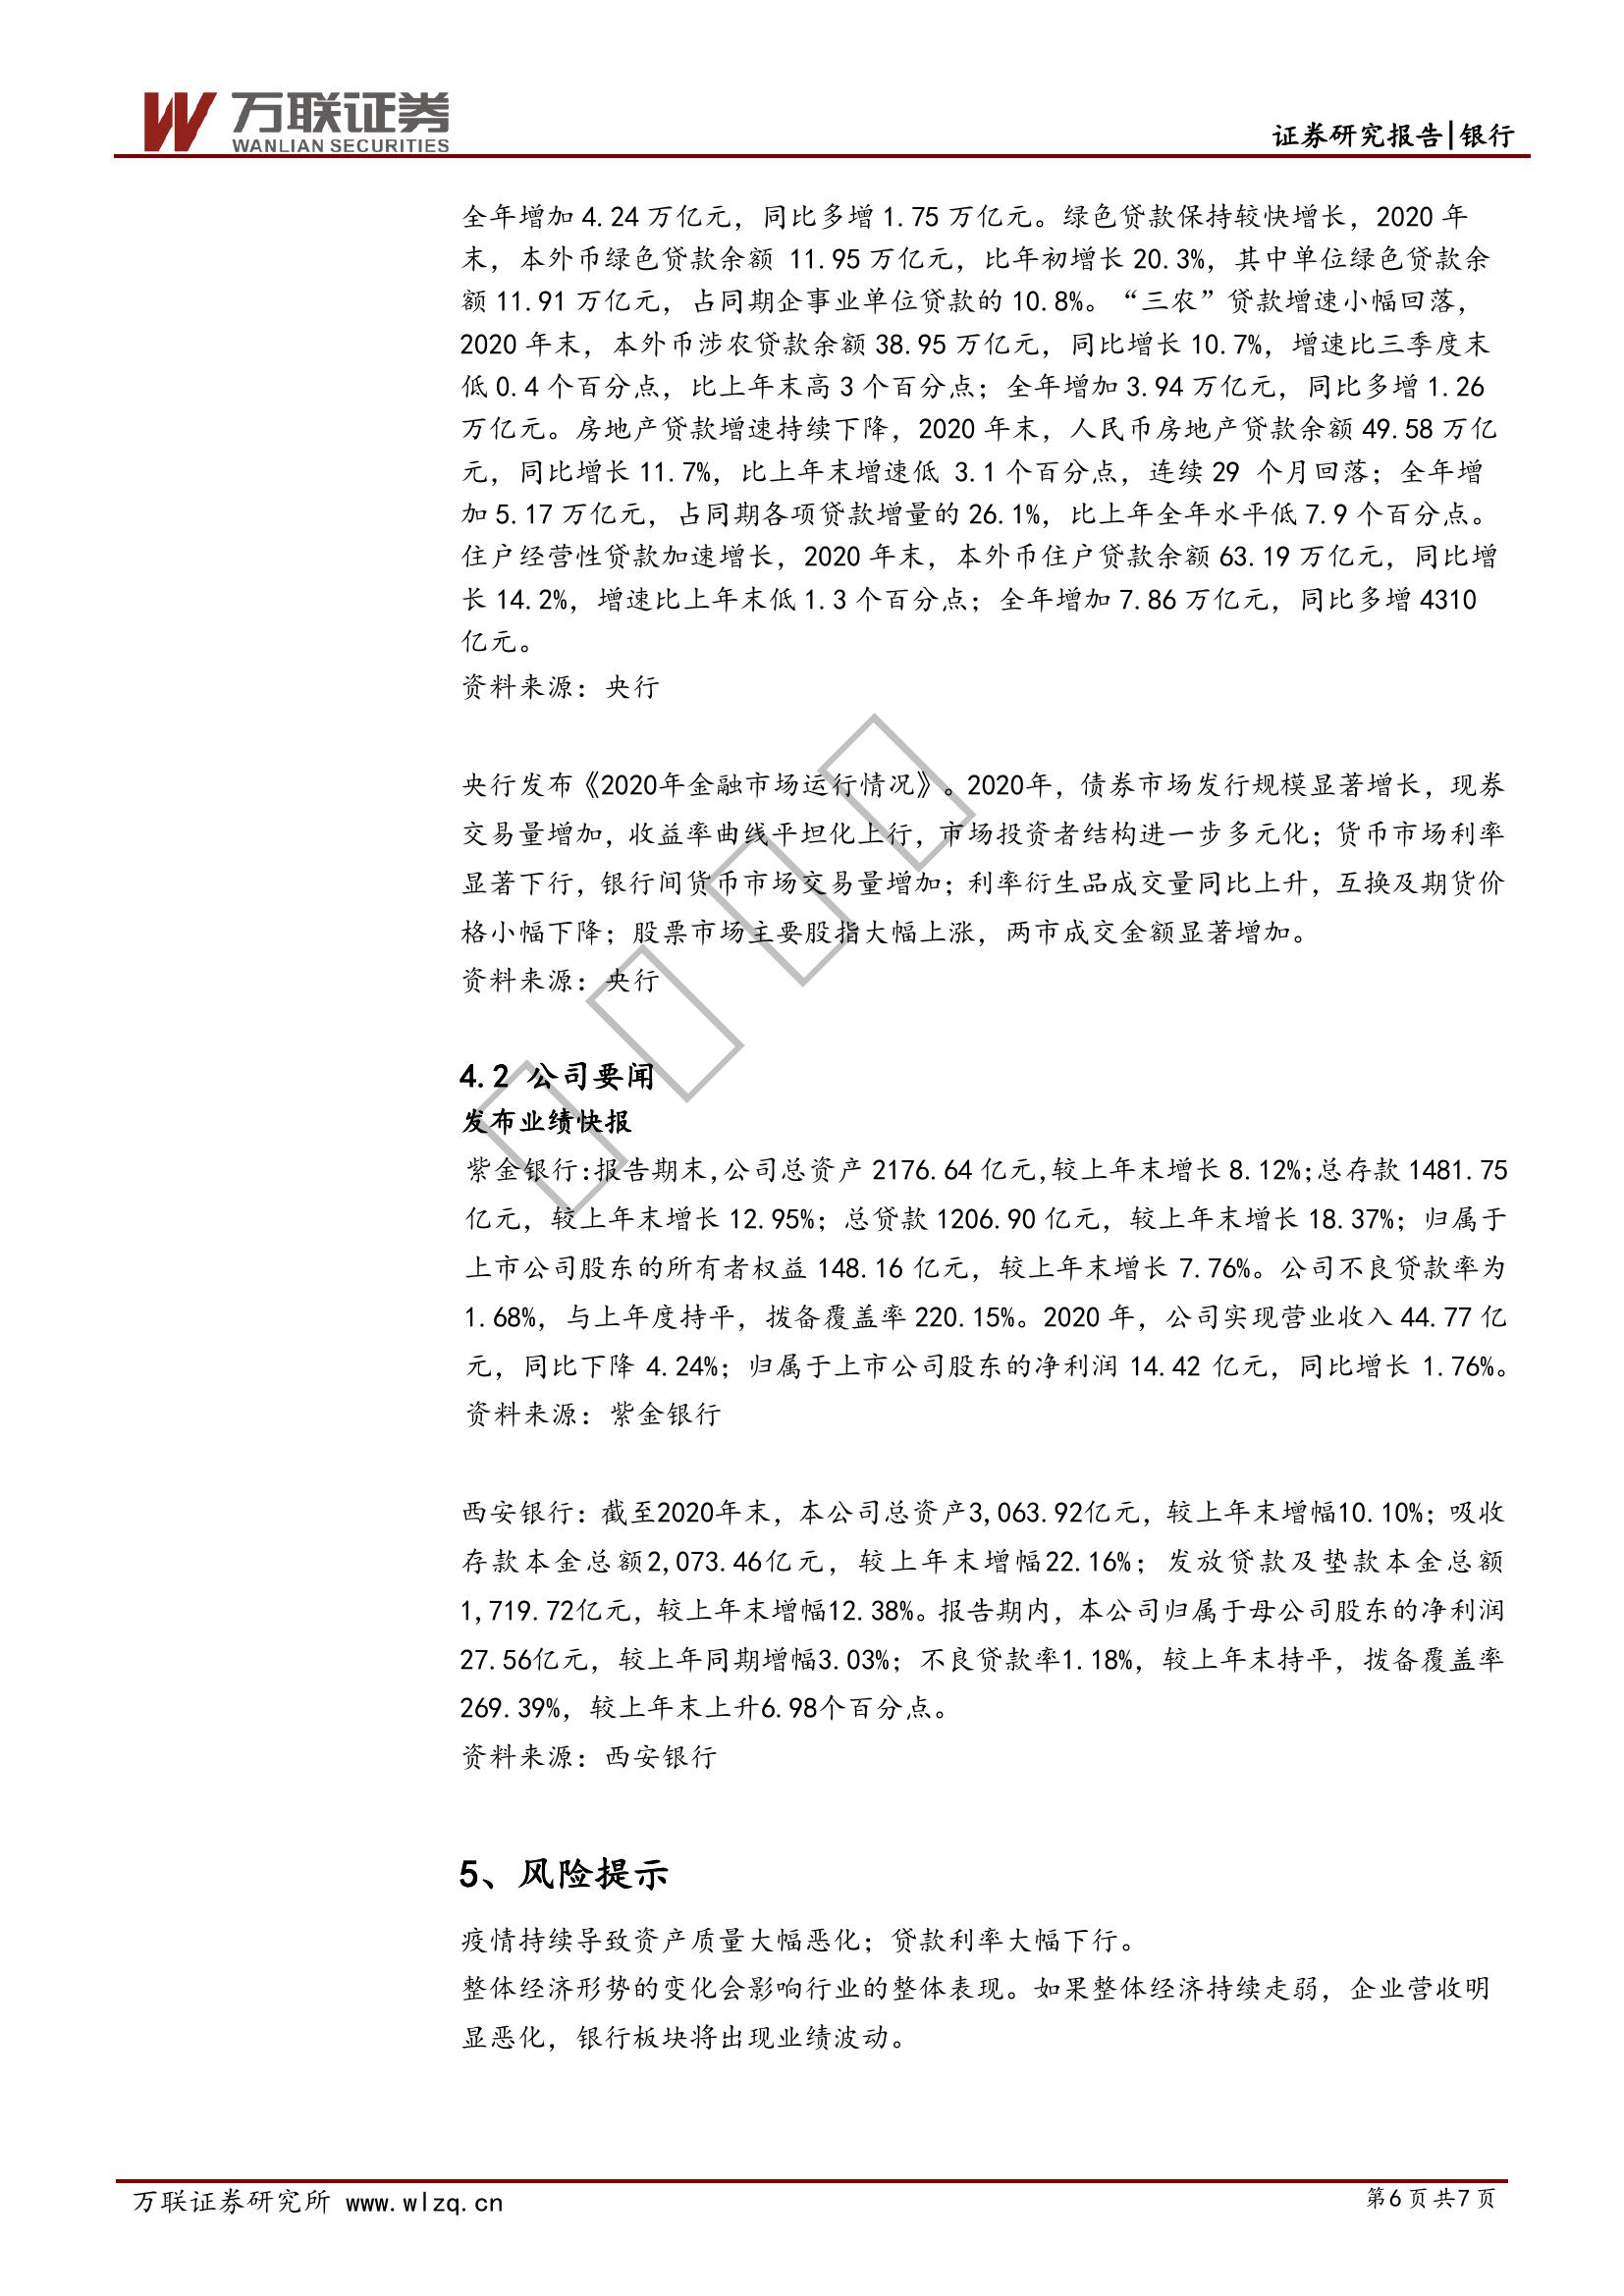 万联证券
WANLIAN SECURITIES
证券研究报告|银行
全年增加 4.24 万亿元，同比多增 1.75 万亿元。绿色贷款保持较快增长，2020 年
末，本外币绿色贷款余额 11.95 万亿元，比年初增长 20.3%，其中单位绿色贷款余
额 11.91 万亿元，占同期企事业单位贷款的 10.8%。“三农”贷款增速小幅回落，
2020 年末，本外币涉农贷款余额 38.95 万亿元，同比增长 10.7%，增速比三季度末
低 0.4 个百分点，比上年末高 3 个百分点；全年增加 3.94 万亿元，同比多增 1.26
万亿元。房地产贷款增速持续下降，2020 年末，人民币房地产贷款余额 49.58 万亿
元，同比增长 11.7%，比上年末增速低 3.1 个百分点，连续 29 个月回落；全年增
加 5.17 万亿元，占同期各项贷款增量的 26.1%，比上年全年水平低 7.9 个百分点。
住户经营性贷款加速增长，2020 年末，本外币住户贷款余额 63.19 万亿元，同比增
长 14.2%，增速比上年末低 1.3 个百分点；全年增加 7.86 万亿元，同比多增 4310
亿元。
资料来源：央行
央行发布《2020年金融市场运行情况》。2020年，债券市场发行规模显著增长，现券
交易量增加，收益率曲线平坦化上行，市场投资者结构进一步多元化；货币市场利率
显著下行，银行间货币市场交易量增加；利率衍生品成交量同比上升，互换及期货价
格小幅下降；股票市场主要股指大幅上涨，两市成交金额显著增加。
资料来源：央行
4.2 公司要闻
发布业绩快报
紫金银行:报告期末,公司总资产 2176.64 亿元,较上年末增长 8.12%;总存款 1481.75
亿元，较上年末增长 12.95%；总贷款 1206.90 亿元，较上年末增长 18.37%；归属于
上市公司股东的所有者权益 148.16 亿元，较上年末增长 7.76%。公司不良贷款率为
1.68%，与上年度持平，拨备覆盖率 220.15%。2020 年，公司实现营业收入 44.77 亿
元，同比下降 4.24%；归属于上市公司股东的净利润 14.42 亿元，同比增长 1.76%。
资料来源：紫金银行
西安银行：截至2020年末，本公司总资产3,063.92亿元，较上年末增幅10.10%；吸收
存款本金总额2,073.46亿元，较上年末增幅22.16%；发放贷款及垫款本金总额
1,719.72亿元，较上年末增幅12.38%。报告期内，本公司归属于母公司股东的净利润
27.56亿元，较上年同期增幅3.03%；不良贷款率1.18%，较上年末持平，拨备覆盖率
269.39%，较上年末上升6.98个百分点。
资料来源：西安银行
5、风险提示
疫情持续导致资产质量大幅恶化；贷款利率大幅下行。
整体经济形势的变化会影响行业的整体表现。如果整体经济持续走弱，企业营收明
显恶化，银行板块将出现业绩波动。
万联证券研究所 www.wlzq.cn
第6页共7页